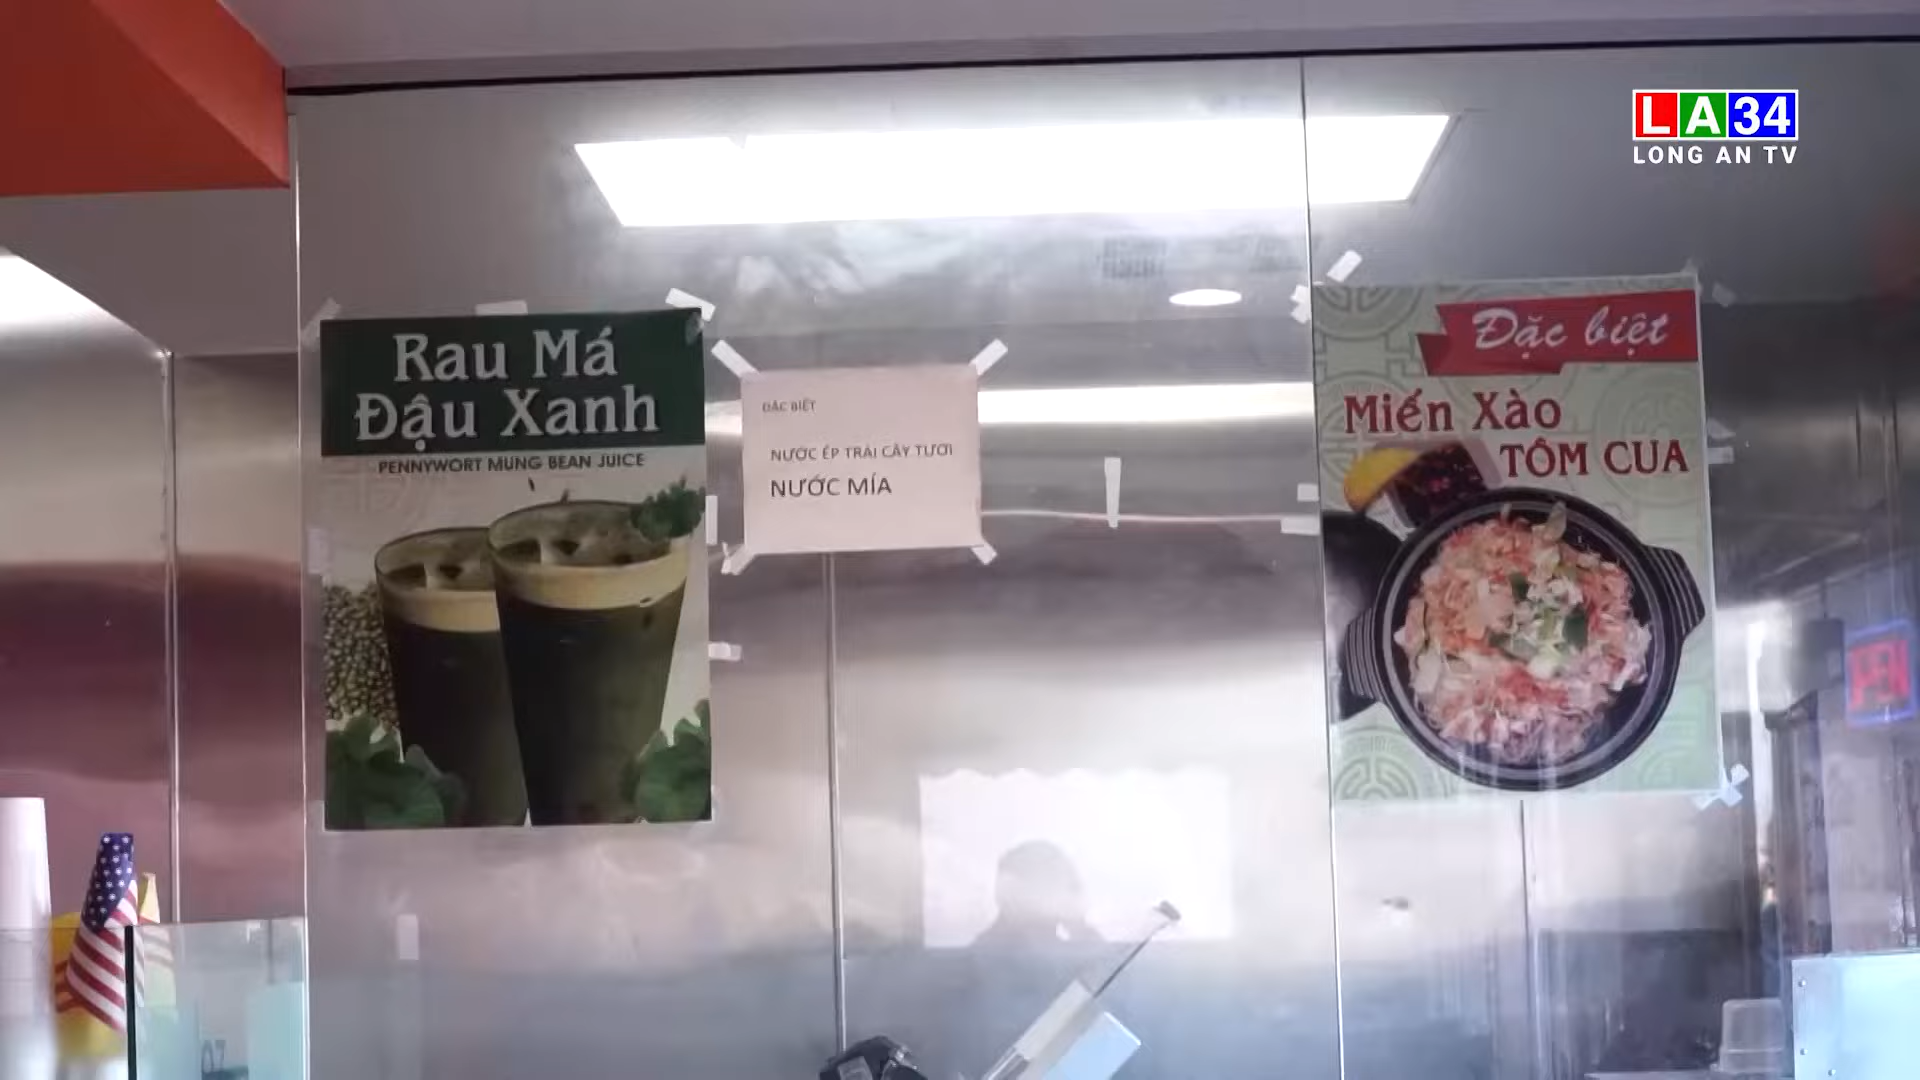 LA34
LONG AN TV
Rau Má
Đậu Xanh
PENNYWORT MUNG BEAN JUICE
ĐẶC BIỆT
NƯỚC ÉP TRÁI CÂY TƯƠI
NƯỚC MÍA
Đặc biệt
Miến Xào
TÔM CUA
OPEN